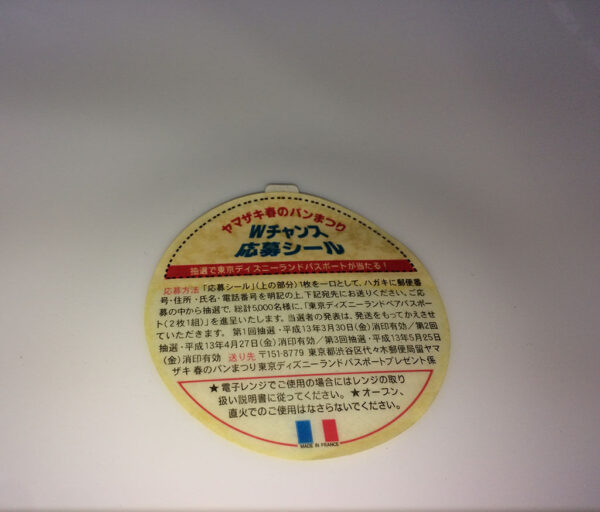 ヤマザキ春のパンまつり
Wチャンス
応募シール
抽選で東京ディズニーランドパスポートが当たる！
応募方法 「応募シール」（上の部分）1枚を一口として、ハガキに郵便番
号・住所・氏名・電話番号を明記の上、下記宛先にお送りください。ご応
募の中から抽選で、総計5,000名様に、「東京ディズニーランドペアパスポー
ト（2枚1組）」を進呈いたします。当選者の発表は、発送をもってかえさせ
ていただきます。 第1回抽選・平成13年3月30日（金）消印有効／第2回
抽選・平成13年4月27日（金）消印有効／第3回抽選・平成13年5月25日
（金）消印有効 送り先 〒151-8779 東京都渋谷区代々木郵便局留ヤマ
ザキ 春のパンまつり東京ディズニーランドパスポートプレゼント係
★電子レンジでご使用の場合にはレンジの取り
扱い説明書に従ってください。★オーブン、
直火でのご使用はなさらないでください。
MADE IN FRANCE